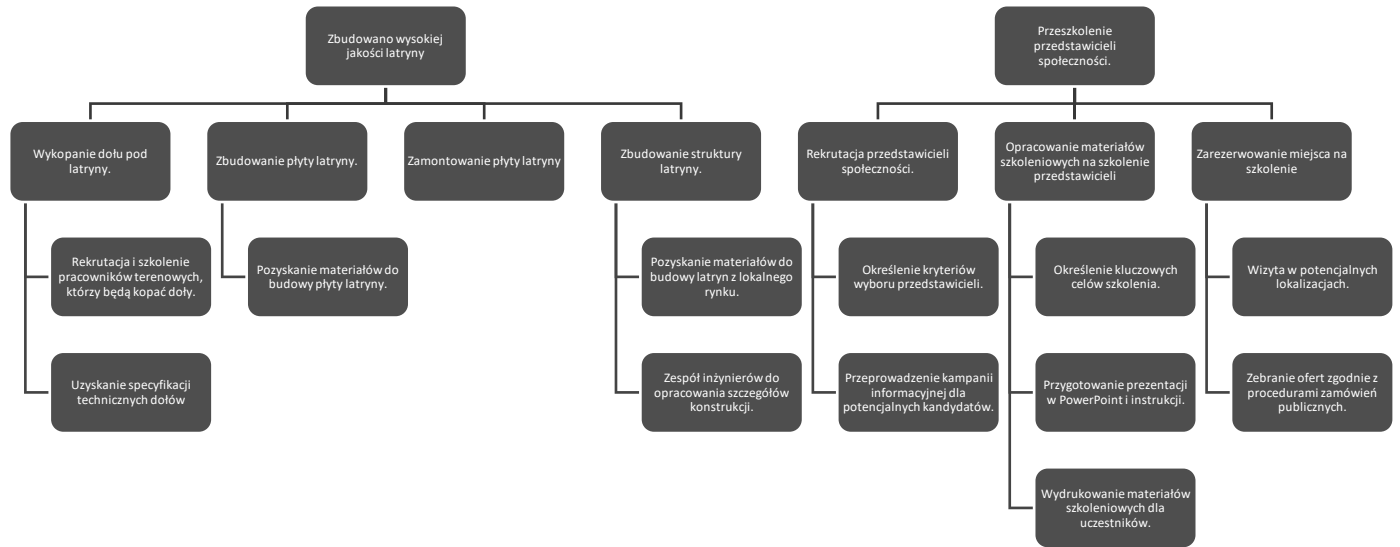 Zbudowano wysokiej
jakości latryny
Przeszkolenie
przedstawicieli
społeczności.
Wykopanie dołu pod
latryny.
Zbudowanie płyty latryny.
Zamontowanie płyty latryny
Zbudowanie struktury
latryny.
Rekrutacja przedstawicieli
społeczności.
Opracowanie materiałów
szkoleniowych na szkolenie
przedstawicieli
Zarezerwowanie miejsca na
szkolenie
Rekrutacja i szkolenie
pracowników terenowych,
którzy będą kopać doły.
Pozyskanie materiałów do
budowy płyty latryny.
Pozyskanie materiałów do
budowy latryn z lokalnego
rynku.
Określenie kryteriów
wyboru przedstawicieli.
Określenie kluczowych
celów szkolenia.
Wizyta w potencjalnych
lokalizacjach.
Uzyskanie specyfikacji
technicznych dołów
Zespół inżynierów do
opracowania szczegółów
konstrukcji.
Przeprowadzenie kampanii
informacyjnej dla
potencjalnych kandydatów.
Przygotowanie prezentacji
w PowerPoint i instrukcji.
Zebranie ofert zgodnie z
procedurami zamówień
publicznych.
Wydrukowanie materiałów
szkoleniowych dla
uczestników.